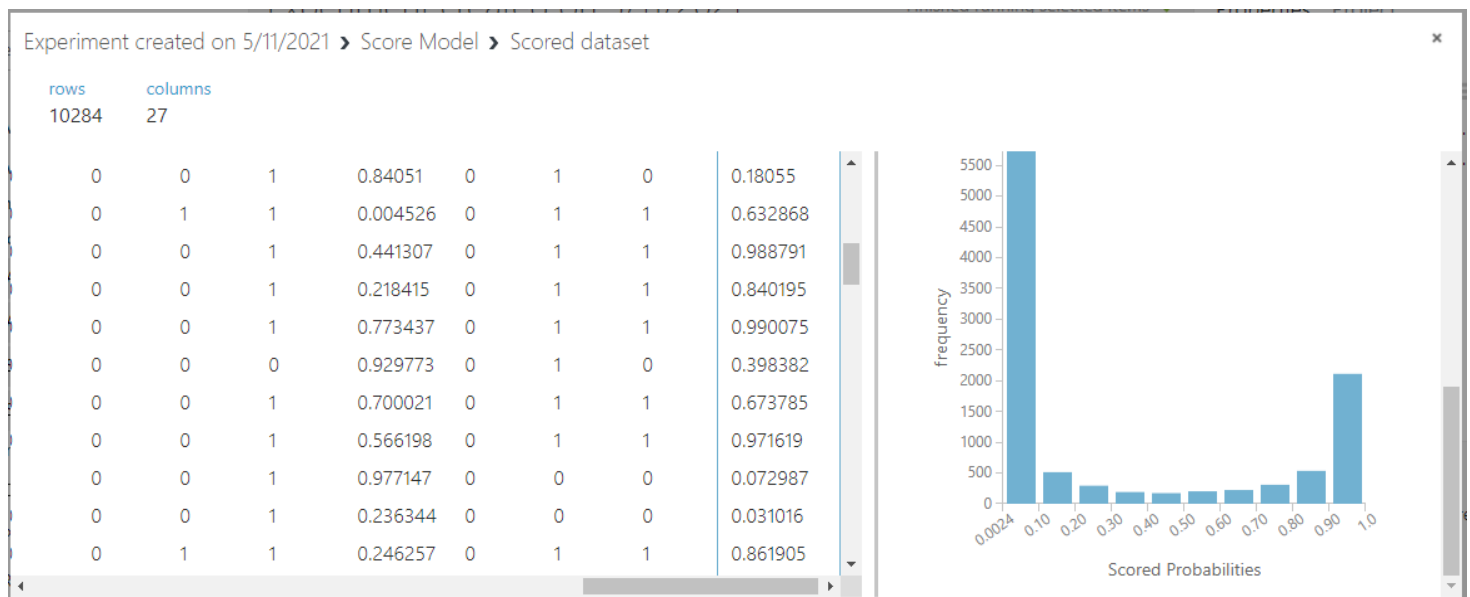 Experiment created on 5/11/2021 › Score Model › Scored dataset ×
rows columns
10284 27
0 0 1 0.84051 0 1 0 0.18055
0 1 1 0.004526 0 1 1 0.632868
0 0 1 0.441307 0 1 1 0.988791
0 0 1 0.218415 0 1 1 0.840195
0 0 1 0.773437 0 1 1 0.990075
0 0 0 0.929773 0 1 0 0.398382
0 0 1 0.700021 0 1 1 0.673785
0 0 1 0.566198 0 1 1 0.971619
0 0 1 0.977147 0 0 0 0.072987
0 0 1 0.236344 0 0 0 0.031016
0 1 1 0.246257 0 1 1 0.861905
5500
5000
4500
4000
3500
3000
2500
2000
1500
1000
500
0
frequency
0.0024 0.10 0.20 0.30 0.40 0.50 0.60 0.70 0.80 0.90 1.0
Scored Probabilities